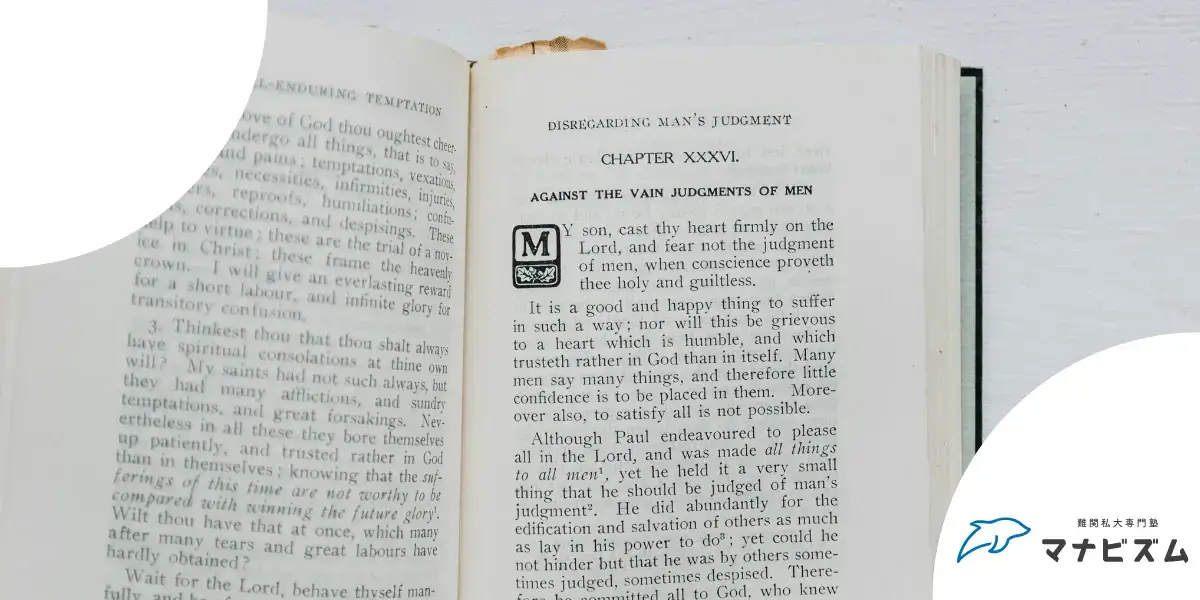 L-ENDURING TEMPTATION
ove of God thou oughtest cheer-
ndergo all things, that is to say,
and pains; temptations, vexations,
s, necessities, infirmities, injuries,
ers, reproofs, humiliations; confu-
s, corrections, and despisings. These
elp to virtue; these are the trial of a nov-
ice in Christ; these frame the heavenly
crown. I will give an everlasting reward
for a short labour, and infinite glory for
transitory confusion.
3. Thinkest thou that thou shalt always
have spiritual consolations at thine own
will? My saints had not such always, but
they had many afflictions, and sundry
temptations, and great forsakings. Nev-
ertheless in all these they bore themselves
up patiently, and trusted rather in God
than in themselves; knowing that the suf-
ferings of this time are not worthy to be
compared with winning the future glory¹.
Wilt thou have that at once, which many
after many tears and great labours have
hardly obtained?
Wait for the Lord, behave thyself man-
fully, and
DISREGARDING MAN'S JUDGMENT
CHAPTER XXXVI.
AGAINST THE VAIN JUDGMENTS OF MEN
MY son, cast thy heart firmly on the
Lord, and fear not the judgment
of men, when conscience proveth
thee holy and guiltless.
It is a good and happy thing to suffer
in such a way; nor will this be grievous
to a heart which is humble, and which
trusteth rather in God than in itself. Many
men say many things, and therefore little
confidence is to be placed in them. More-
over also, to satisfy all is not possible.
Although Paul endeavoured to please
all in the Lord, and was made all things
to all men¹, yet he held it a very small
thing that he should be judged of man's
judgment². He did abundantly for the
edification and salvation of others as much
as lay in his power to do³; yet could he
not hinder but that he was by others some-
times judged, sometimes despised. There-
fore he committed all to God, who knew
難関私大専門塾
マナビズム